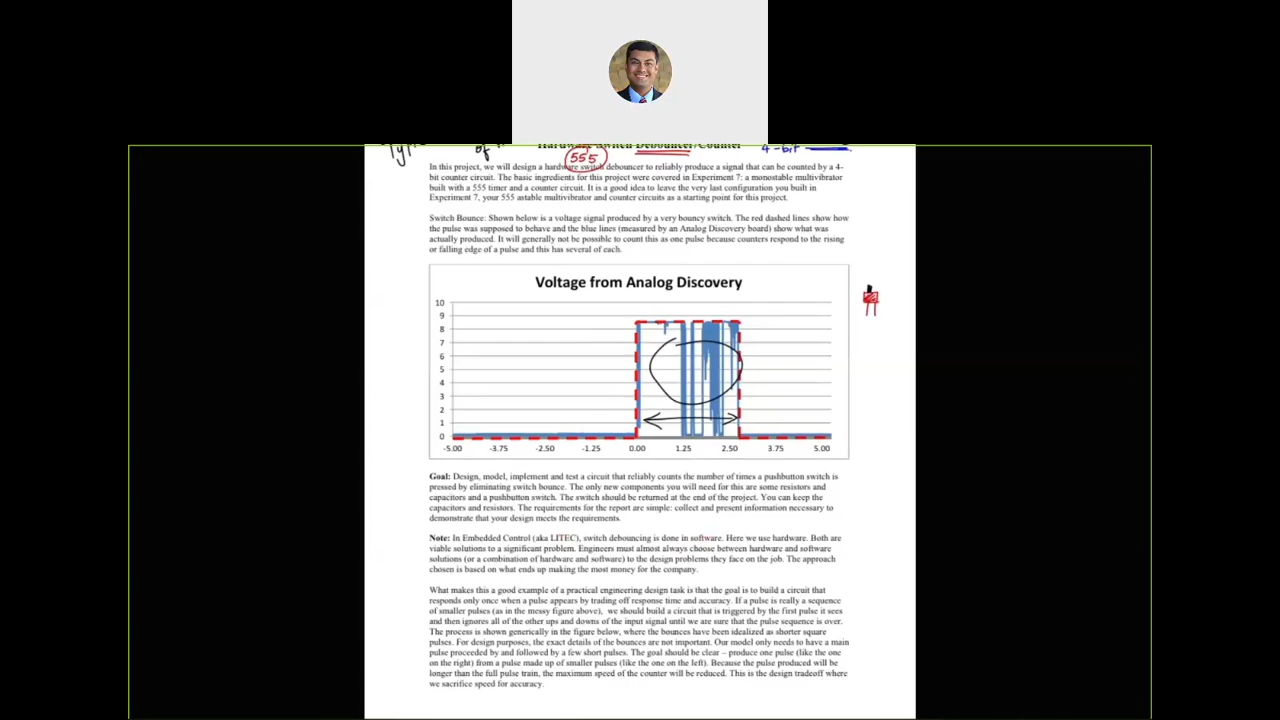 Typ
of
Hardware Switch Debouncer/Counter
4-bit
555
In this project, we will design a hardware switch debouncer to reliably produce a signal that can be counted by a 4-
bit counter circuit. The basic ingredients for this project were covered in Experiment 7: a monostable multivibrator
built with a 555 timer and a counter circuit. It is a good idea to leave the very last configuration you built in
Experiment 7, your 555 astable multivibrator and counter circuits as a starting point for this project.
Switch Bounce: Shown below is a voltage signal produced by a very bouncy switch. The red dashed lines show how
the pulse was supposed to behave and the blue lines (measured by an Analog Discovery board) show what was
actually produced. It will generally not be possible to count this as one pulse because counters respond to the rising
or falling edge of a pulse and this has several of each.
Voltage from Analog Discovery
10
9
8
7
6
5
4
3
2
1
0
-5.00 -3.75 -2.50 -1.25 0.00 1.25 2.50 3.75 5.00
Goal: Design, model, implement and test a circuit that reliably counts the number of times a pushbutton switch is
pressed by eliminating switch bounce. The only new components you will need for this are some resistors and
capacitors and a pushbutton switch. The switch should be returned at the end of the project. You can keep the
capacitors and resistors. The requirements for the report are simple: collect and present information necessary to
demonstrate that your design meets the requirements.
Note: In Embedded Control (aka LITEC), switch debouncing is done in software. Here we use hardware. Both are
viable solutions to a significant problem. Engineers must almost always choose between hardware and software
solutions (or a combination of hardware and software) to the design problems they face on the job. The approach
chosen is based on what ends up making the most money for the company.
What makes this a good example of a practical engineering design task is that the goal is to build a circuit that
responds only once when a pulse appears by trading off response time and accuracy. If a pulse is really a sequence
of smaller pulses (as in the messy figure above), we should build a circuit that is triggered by the first pulse it sees
and then ignores all of the other ups and downs of the input signal until we are sure that the pulse sequence is over.
The process is shown generically in the figure below, where the bounces have been idealized as shorter square
pulses. For design purposes, the exact details of the bounces are not important. Our model only needs to have a main
pulse proceeded by and followed by a few short pulses. The goal should be clear – produce one pulse (like the one
on the right) from a pulse made up of smaller pulses (like the one on the left). Because the pulse produced will be
longer than the full pulse train, the maximum speed of the counter will be reduced. This is the design tradeoff where
we sacrifice speed for accuracy.